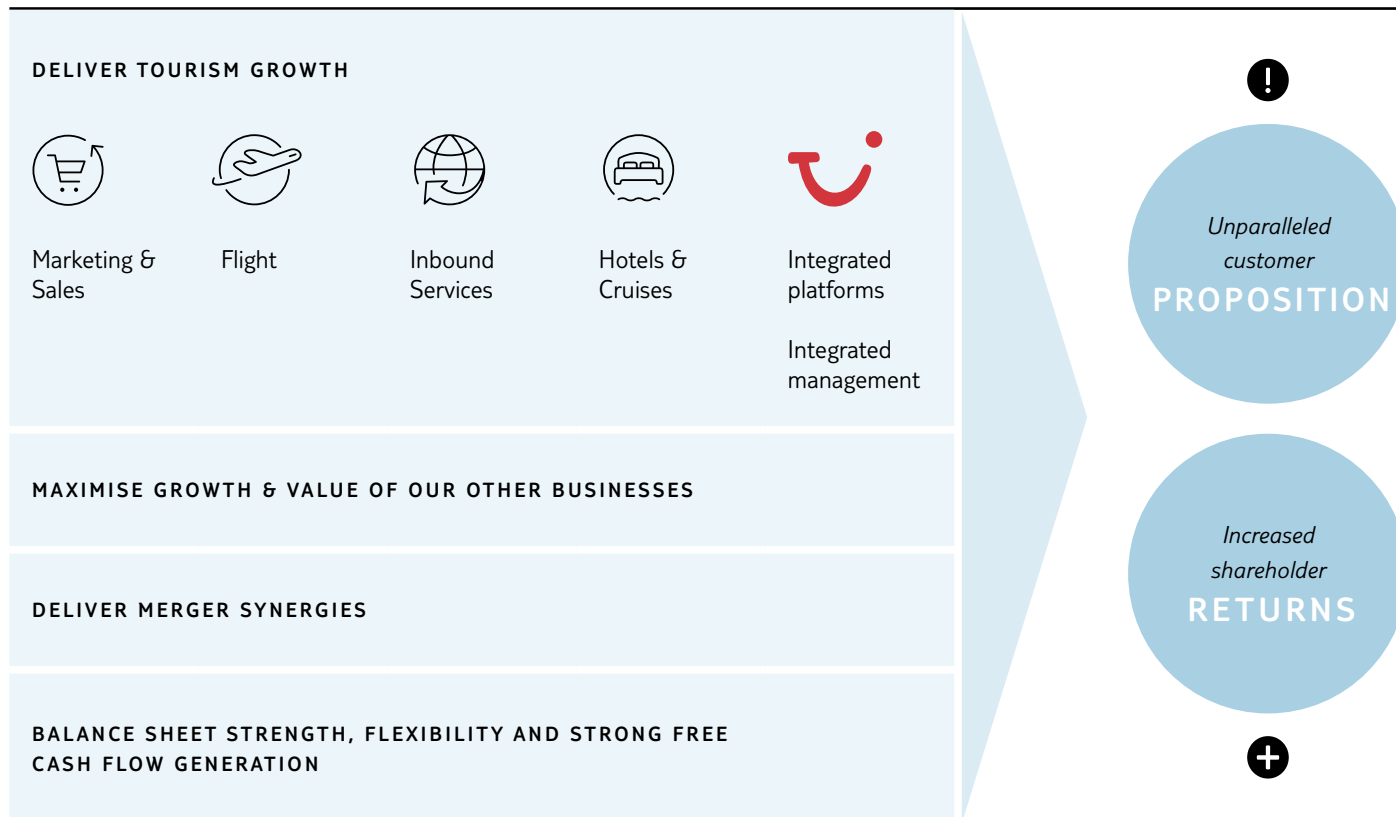 DELIVER TOURISM GROWTH
Marketing &
Sales
Flight
Inbound
Services
Hotels &
Cruises
Integrated
platforms
Integrated
management
MAXIMISE GROWTH & VALUE OF OUR OTHER BUSINESSES
DELIVER MERGER SYNERGIES
BALANCE SHEET STRENGTH, FLEXIBILITY AND STRONG FREE
CASH FLOW GENERATION
Unparalleled
customer
PROPOSITION
Increased
shareholder
RETURNS